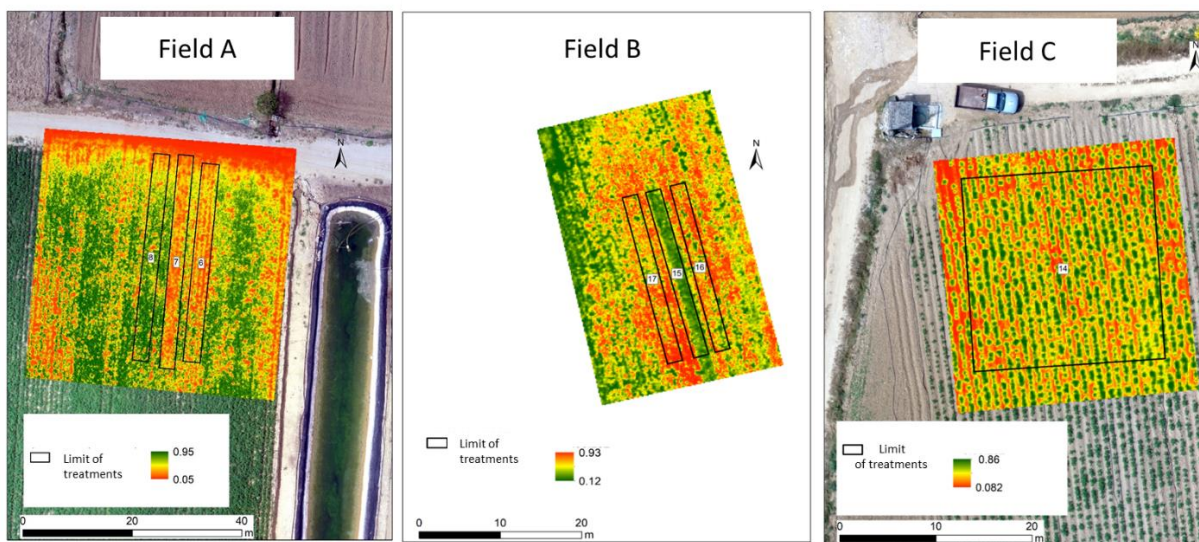 Field A
N
8
7
6
Limit of
treatments
0.95
0.05
0
20
40
m
Field B
N
17
15
16
Limit of
treatments
0.93
0.12
0
10
20
m
Field C
N
14
Limit
of treatments
0.86
0.082
0
10
20
m